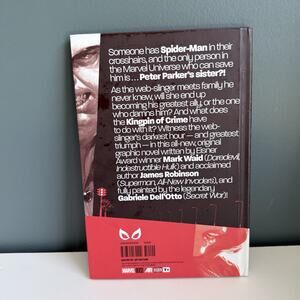 Someone has Spider-Man in their
crosshairs, and the only person in
the Marvel Universe who can save
him is ... Peter Parker's sister?!
As the web-slinger meets family he
never knew, will she end up
becoming his greatest ally, or the one
who damns him? And what does the
Kingpin of Crime have
to do with it? Witness the web-
slinger's darkest hour — and greatest
triumph — in this all-new, original
graphic novel written by Eisner
Award winner Mark Waid (Daredevil,
Indestructible Hulk) and acclaimed
author James Robinson
(Superman, All-New Invaders), and
fully painted by the legendary
Gabriele Dell'Otto (Secret War)!
MARVEL
AR